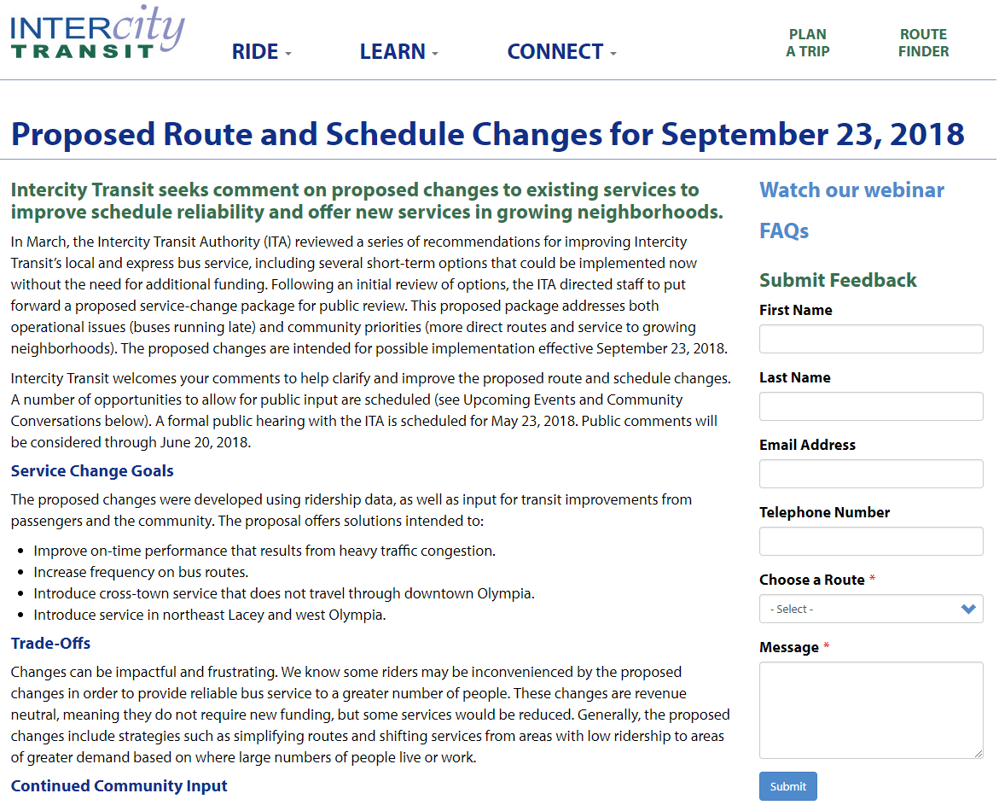 INTERcity
TRANSIT
RIDE
LEARN
CONNECT
PLAN
A TRIP
ROUTE
FINDER
Proposed Route and Schedule Changes for September 23, 2018
Intercity Transit seeks comment on proposed changes to existing services to
improve schedule reliability and offer new services in growing neighborhoods.
In March, the Intercity Transit Authority (ITA) reviewed a series of recommendations for improving Intercity
Transit’s local and express bus service, including several short-term options that could be implemented now
without the need for additional funding. Following an initial review of options, the ITA directed staff to put
forward a proposed service-change package for public review. This proposed package addresses both
operational issues (buses running late) and community priorities (more direct routes and service to growing
neighborhoods). The proposed changes are intended for possible implementation effective September 23, 2018.
Intercity Transit welcomes your comments to help clarify and improve the proposed route and schedule changes.
A number of opportunities to allow for public input are scheduled (see Upcoming Events and Community
Conversations below). A formal public hearing with the ITA is scheduled for May 23, 2018. Public comments will
be considered through June 20, 2018.
Service Change Goals
The proposed changes were developed using ridership data, as well as input for transit improvements from
passengers and the community. The proposal offers solutions intended to:
• Improve on-time performance that results from heavy traffic congestion.
• Increase frequency on bus routes.
• Introduce cross-town service that does not travel through downtown Olympia.
• Introduce service in northeast Lacey and west Olympia.
Trade-Offs
Changes can be impactful and frustrating. We know some riders may be inconvenienced by the proposed
changes in order to provide reliable bus service to a greater number of people. These changes are revenue
neutral, meaning they do not require new funding, but some services would be reduced. Generally, the proposed
changes include strategies such as simplifying routes and shifting services from areas with low ridership to areas
of greater demand based on where large numbers of people live or work.
Continued Community Input
Watch our webinar
FAQs
Submit Feedback
First Name
Last Name
Email Address
Telephone Number
Choose a Route *
- Select -
Message *
Submit